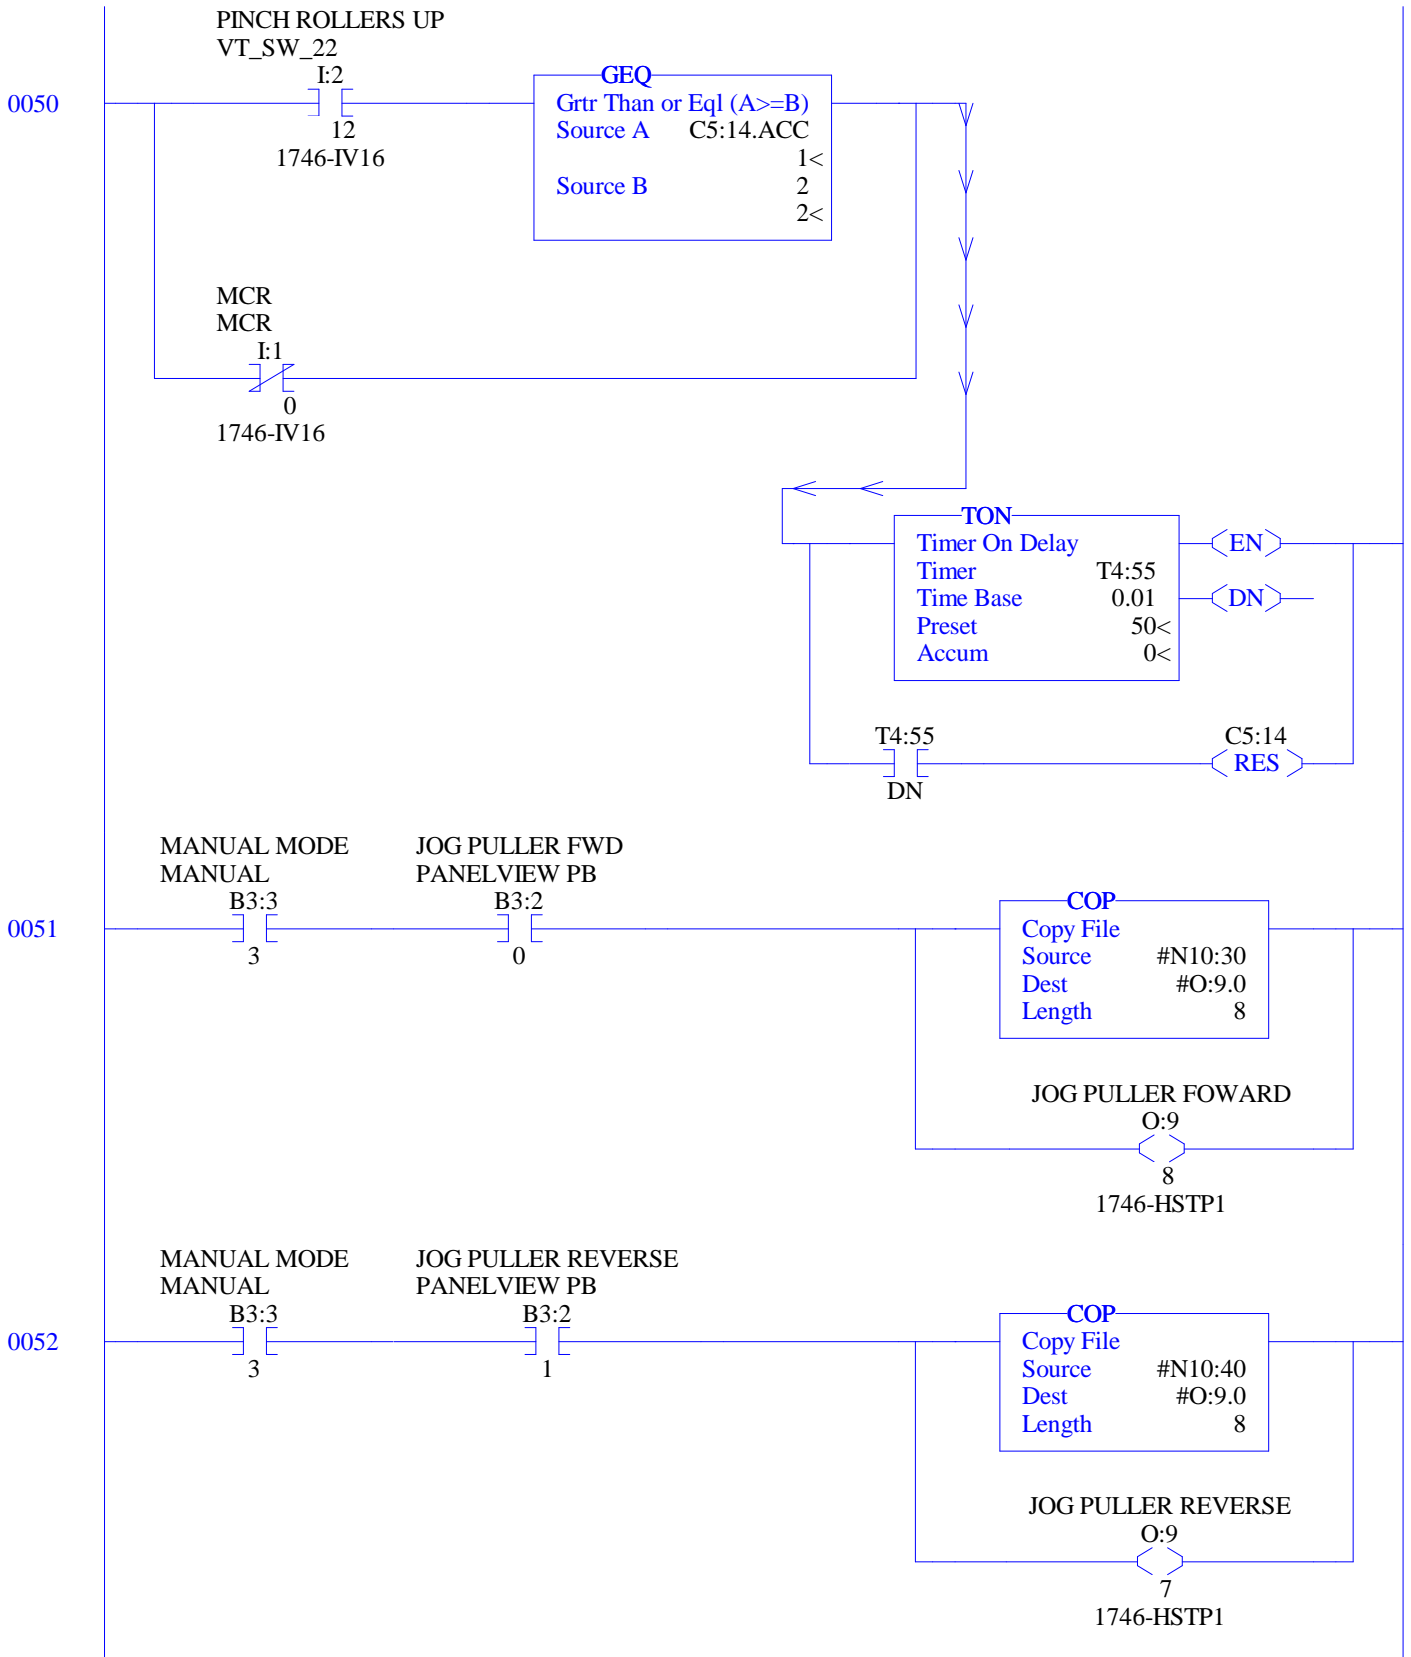 PINCH ROLLERS UP
VT_SW_22
I:2
12
1746-IV16
0050
GEQ
Grtr Than or Eql (A>=B)
Source A C5:14.ACC
1<
Source B 2
2<
MCR
MCR
I:1
0
1746-IV16
TON
Timer On Delay
Timer T4:55
Time Base 0.01
Preset 50<
Accum 0<
EN
DN
T4:55
DN
C5:14
RES
MANUAL MODE
MANUAL
B3:3
3
JOG PULLER FWD
PANELVIEW PB
B3:2
0
0051
COP
Copy File
Source #N10:30
Dest #O:9.0
Length 8
JOG PULLER FOWARD
O:9
8
1746-HSTP1
MANUAL MODE
MANUAL
B3:3
3
JOG PULLER REVERSE
PANELVIEW PB
B3:2
1
0052
COP
Copy File
Source #N10:40
Dest #O:9.0
Length 8
JOG PULLER REVERSE
O:9
7
1746-HSTP1